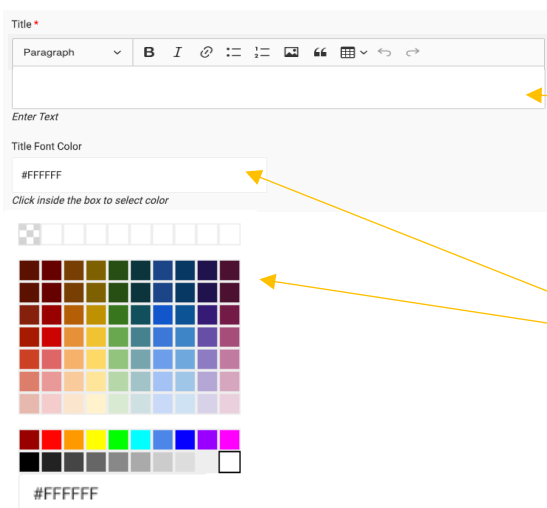 Title *
Paragraph B I
Enter Text
Title Font Color
#FFFFFF
Click inside the box to select color
#FFFFFF